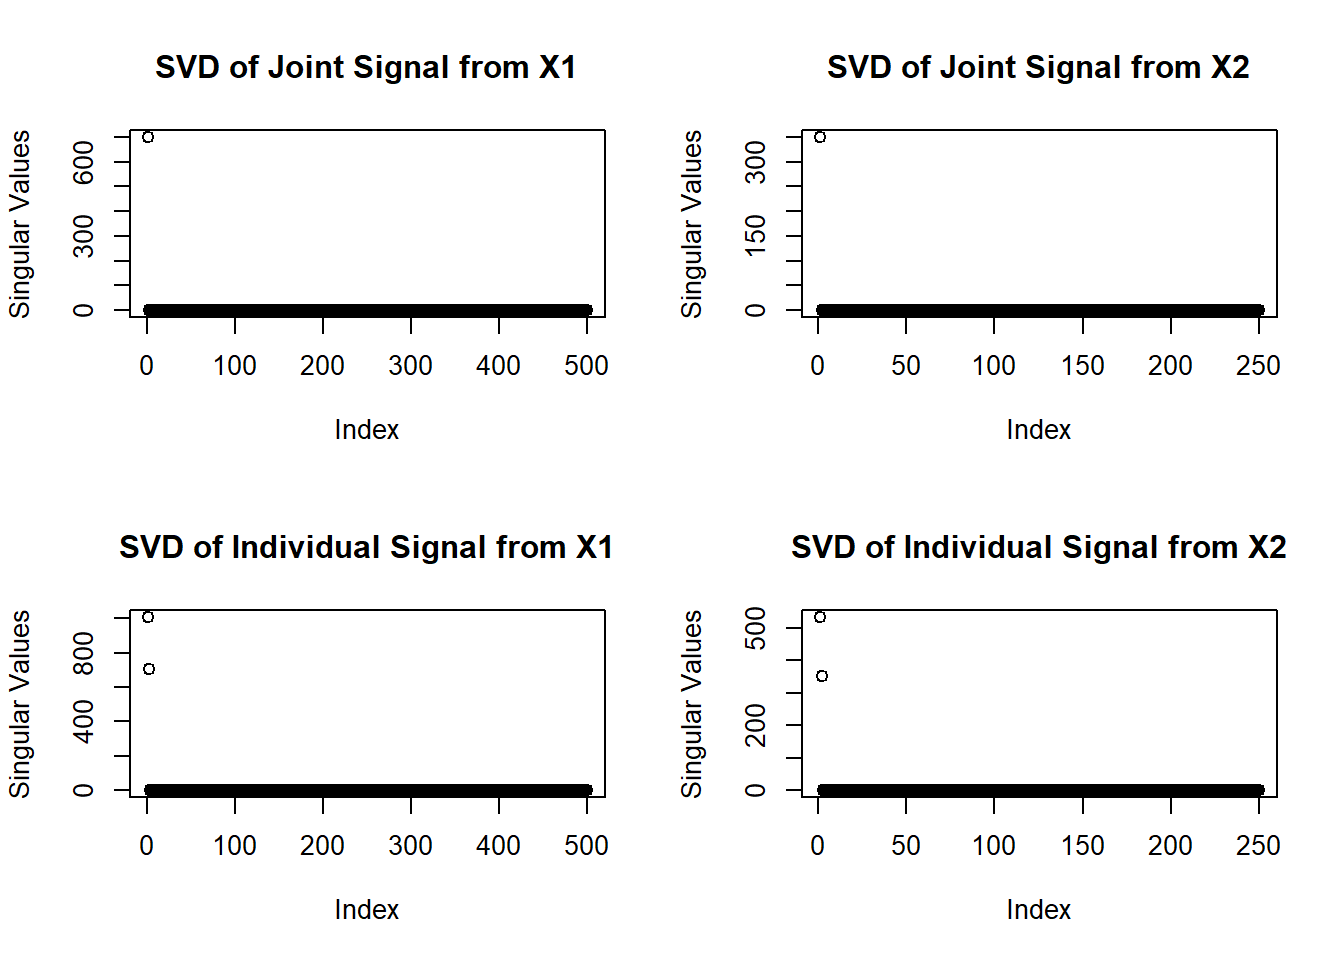 SVD of Joint Signal from X1
Singular Values
0 300 600
0 100 200 300 400 500
Index
SVD of Joint Signal from X2
Singular Values
0 150 300
0 50 100 150 200 250
Index
SVD of Individual Signal from X1
Singular Values
0 400 800
0 100 200 300 400 500
Index
SVD of Individual Signal from X2
Singular Values
0 200 500
0 50 100 150 200 250
Index